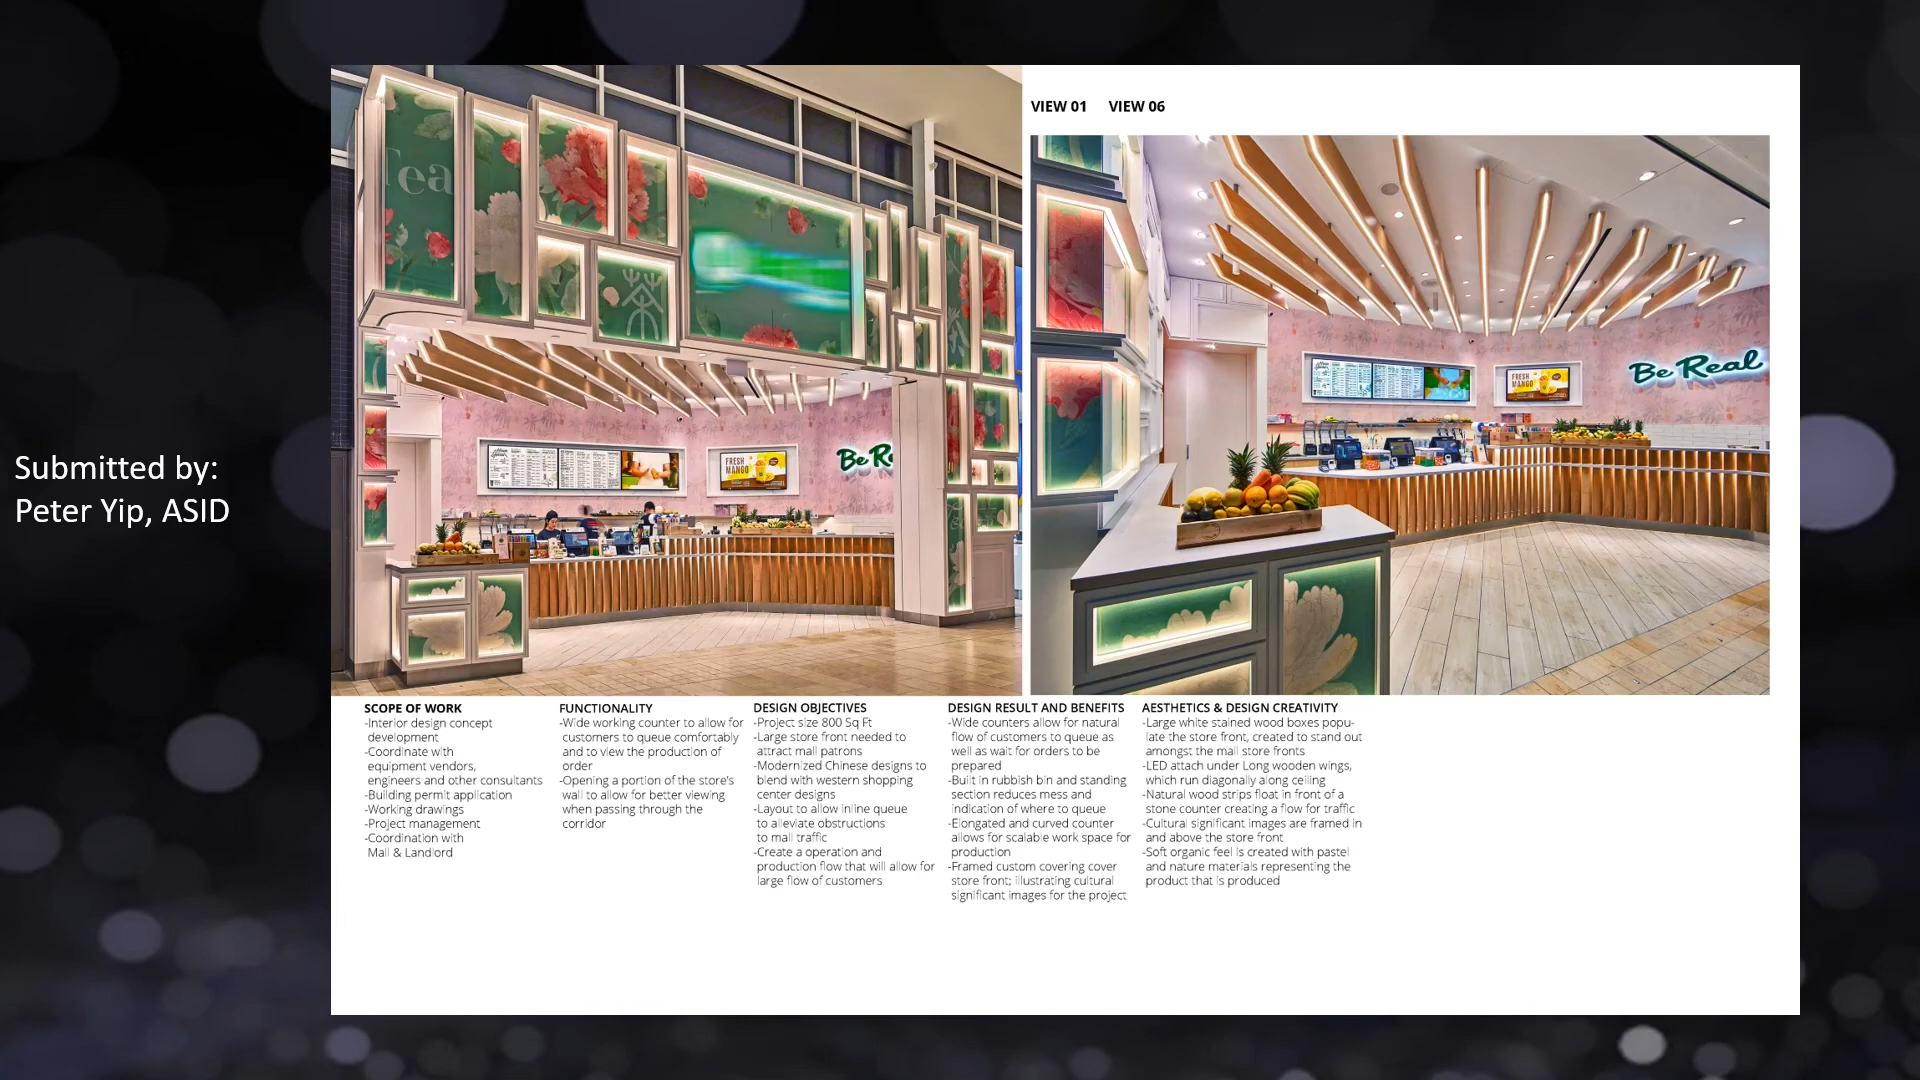 Submitted by:
Peter Yip, ASID
VIEW 01 VIEW 06
Tea
茶
Be Re
FRESH
MANGO
FRESH
MANGO
Be Real
SCOPE OF WORK
-Interior design concept
development
-Coordinate with
equipment vendors,
engineers and other consultants
-Building permit application
-Working drawings
-Project management
-Coordination with
Mall & Landlord
FUNCTIONALITY
-Wide working counter to allow for
customers to queue comfortably
and to view the production of
order
-Opening a portion of the store's
wall to allow for better viewing
when passing through the
corridor
DESIGN OBJECTIVES
-Project size 800 Sq Ft
-Large store front needed to
attract mall patrons
-Modernized Chinese designs to
blend with western shopping
center designs
-Layout to allow inline queue
to alleviate obstructions
to mall traffic
-Create a operation and
production flow that will allow for
large flow of customers
DESIGN RESULT AND BENEFITS
-Wide counters allow for natural
flow of customers to queue as
well as wait for orders to be
prepared
-Built in rubbish bin and standing
section reduces mess and
indication of where to queue
-Elongated and curved counter
allows for scalable work space for
production
-Framed custom covering cover
store front; illustrating cultural
significant images for the project
AESTHETICS & DESIGN CREATIVITY
-Large white stained wood boxes popu-
late the store front, created to stand out
amongst the mall store fronts
-LED attach under Long wooden wings,
which run diagonally along ceiling
-Natural wood strips float in front of a
stone counter creating a flow for traffic
-Cultural significant images are framed in
and above the store front
-Soft organic feel is created with pastel
and nature materials representing the
product that is produced